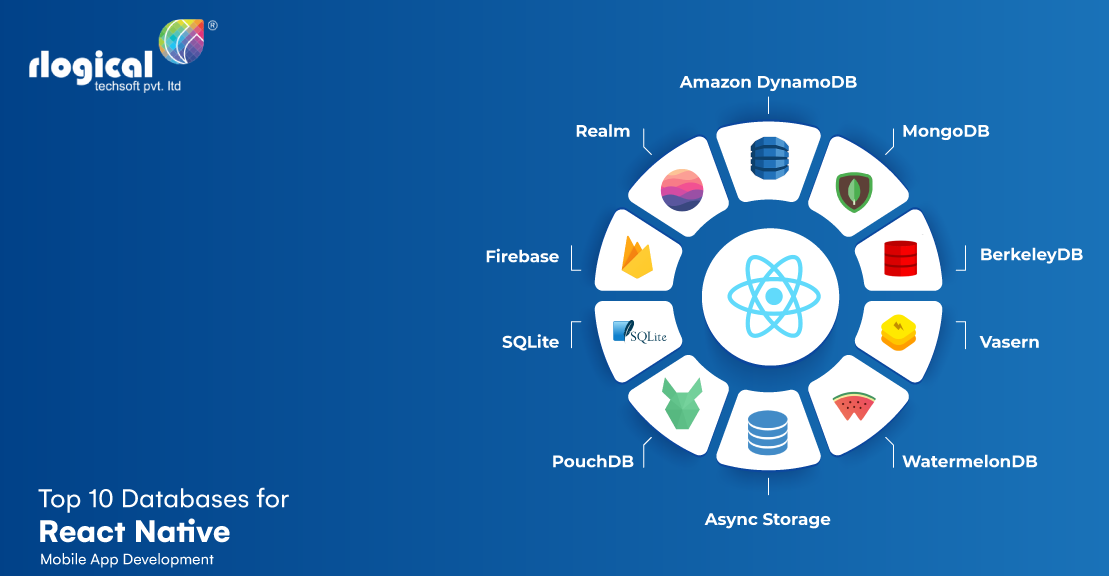 rlogical
®
techsoft pvt. ltd
Amazon DynamoDB
Realm
MongoDB
Firebase
BerkeleyDB
SQLite
SQLite
Vasern
PouchDB
WatermelonDB
Async Storage
Top 10 Databases for
React Native
Mobile App Development